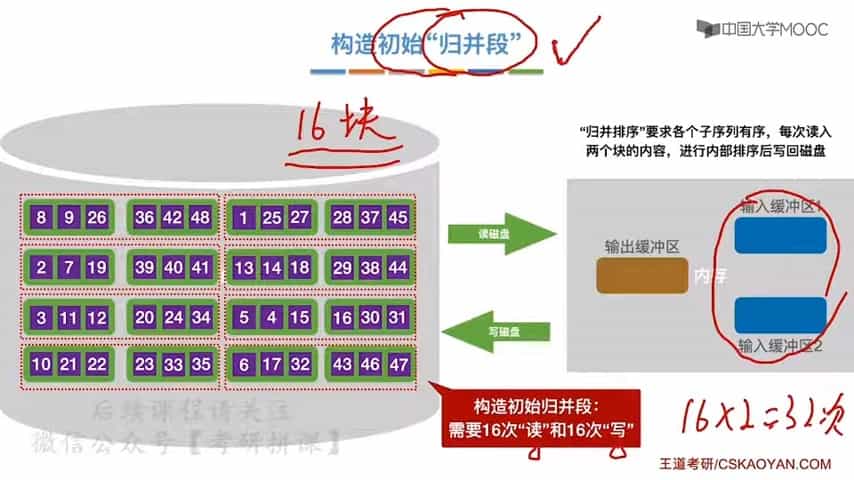 构造初始“归并段”
中国大学MOOC
16块
“归并排序”要求各个子序列有序，每次读入
两个块的内容，进行内部排序后写回磁盘
8 9 26 36 42 48 1 25 27 28 37 45
2 7 19 39 40 41 13 14 18 29 38 44
3 11 12 20 24 34 5 4 15 16 30 31
10 21 22 23 33 35 6 17 32 43 46 47
读磁盘
写磁盘
输入缓冲区1
输出缓冲区
内存
输入缓冲区2
构造初始归并段：
需要16次“读”和16次“写”
16×2=32次
后续课程请关注
微信公众号【考研拼课】
王道考研/CSKAOYAN.COM